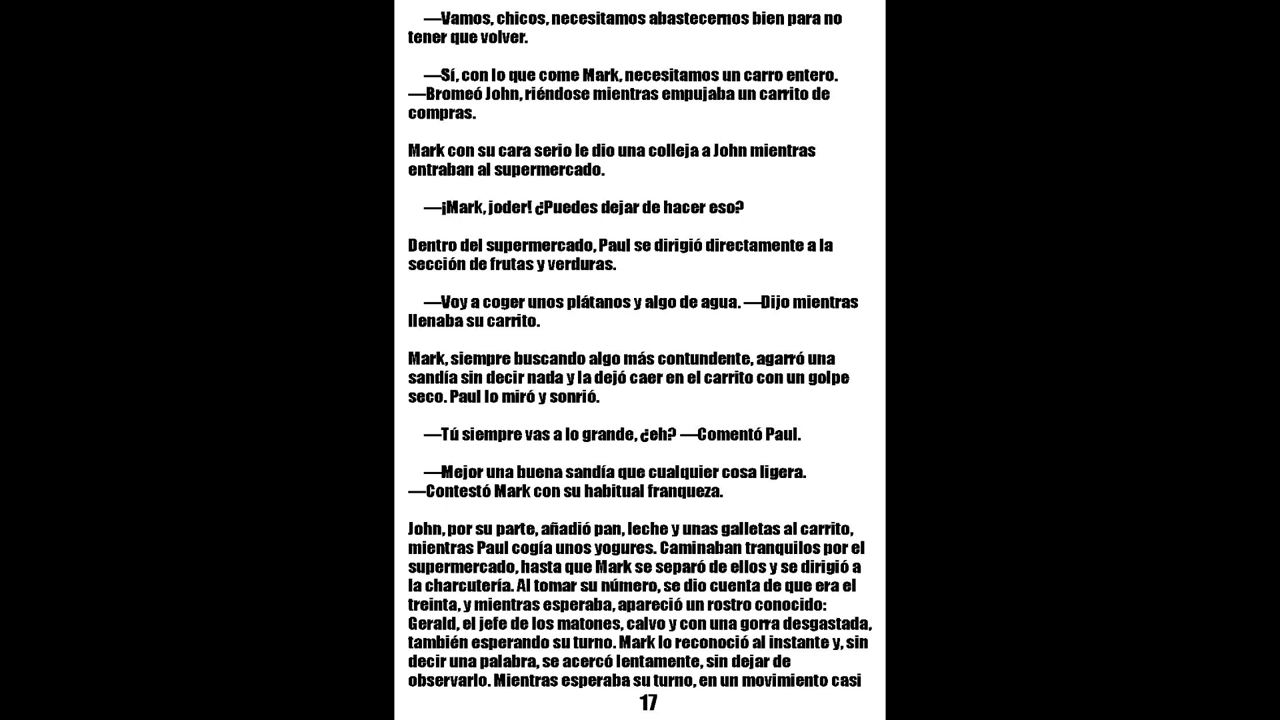 —Vamos, chicos, necesitamos abastecernos bien para no
tener que volver.
—Sí, con lo que come Mark, necesitamos un carro entero.
—Bromeó John, riéndose mientras empujaba un carrito de
compras.
Mark con su cara serio le dio una colleja a John mientras
entraban al supermercado.
—¡Mark, joder! ¿Puedes dejar de hacer eso?
Dentro del supermercado, Paul se dirigió directamente a la
sección de frutas y verduras.
—Voy a coger unos plátanos y algo de agua. —Dijo mientras
llenaba su carrito.
Mark, siempre buscando algo más contundente, agarró una
sandía sin decir nada y la dejó caer en el carrito con un golpe
seco. Paul lo miró y sonrió.
—Tú siempre vas a lo grande, ¿eh? —Comentó Paul.
—Mejor una buena sandía que cualquier cosa ligera.
—Contestó Mark con su habitual franqueza.
John, por su parte, añadió pan, leche y unas galletas al carrito,
mientras Paul cogía unos yogures. Caminaban tranquilos por el
supermercado, hasta que Mark se separó de ellos y se dirigió a
la charcutería. Al tomar su número, se dio cuenta de que era el
treinta, y mientras esperaba, apareció un rostro conocido:
Gerald, el jefe de los matones, calvo y con una gorra desgastada,
también esperando su turno. Mark lo reconoció al instante y, sin
decir una palabra, se acercó lentamente, sin dejar de
observarlo. Mientras esperaba su turno, en un movimiento casi
17